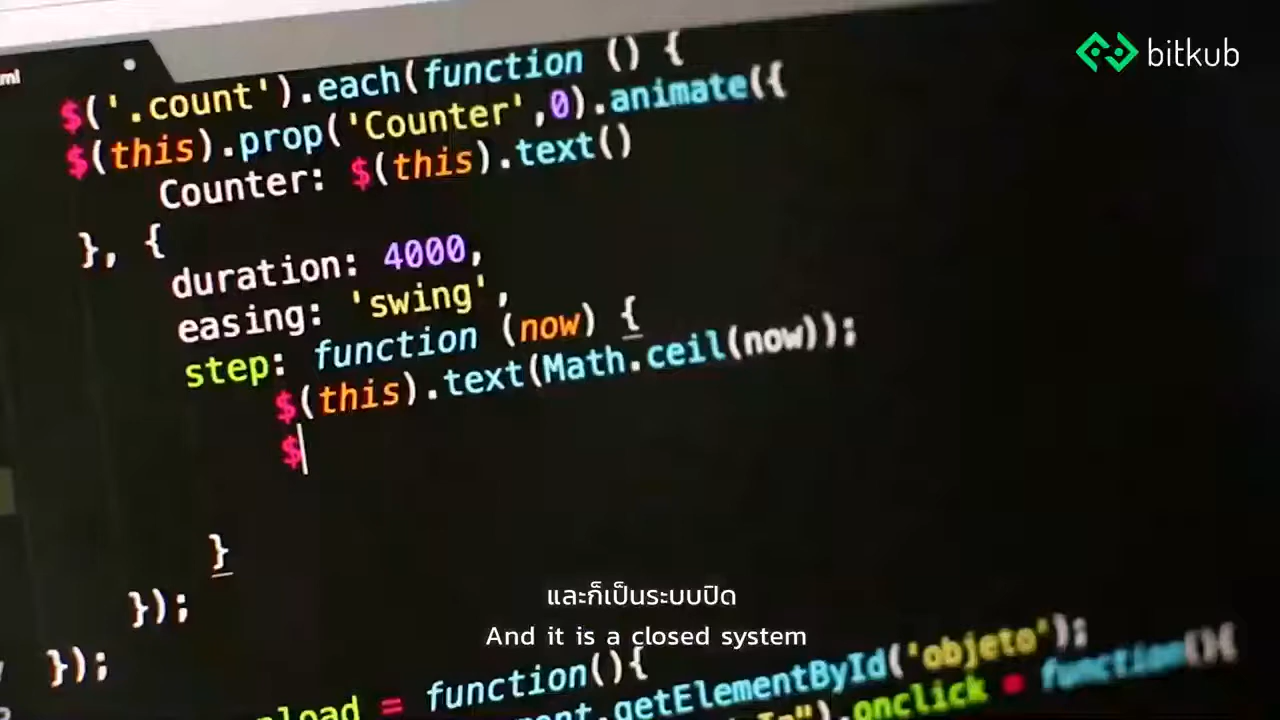 bitkub
$('.count').each(function () {
$(this).prop('Counter',0).animate({
Counter: $(this).text()
}, {
duration: 4000,
easing: 'swing',
step: function (now) {
$(this).text(Math.ceil(now));
$
}
});
});
และก็เป็นระบบปิด
And it is a closed system
= function(){
.getElementById('objeto');
").onclick = function(){